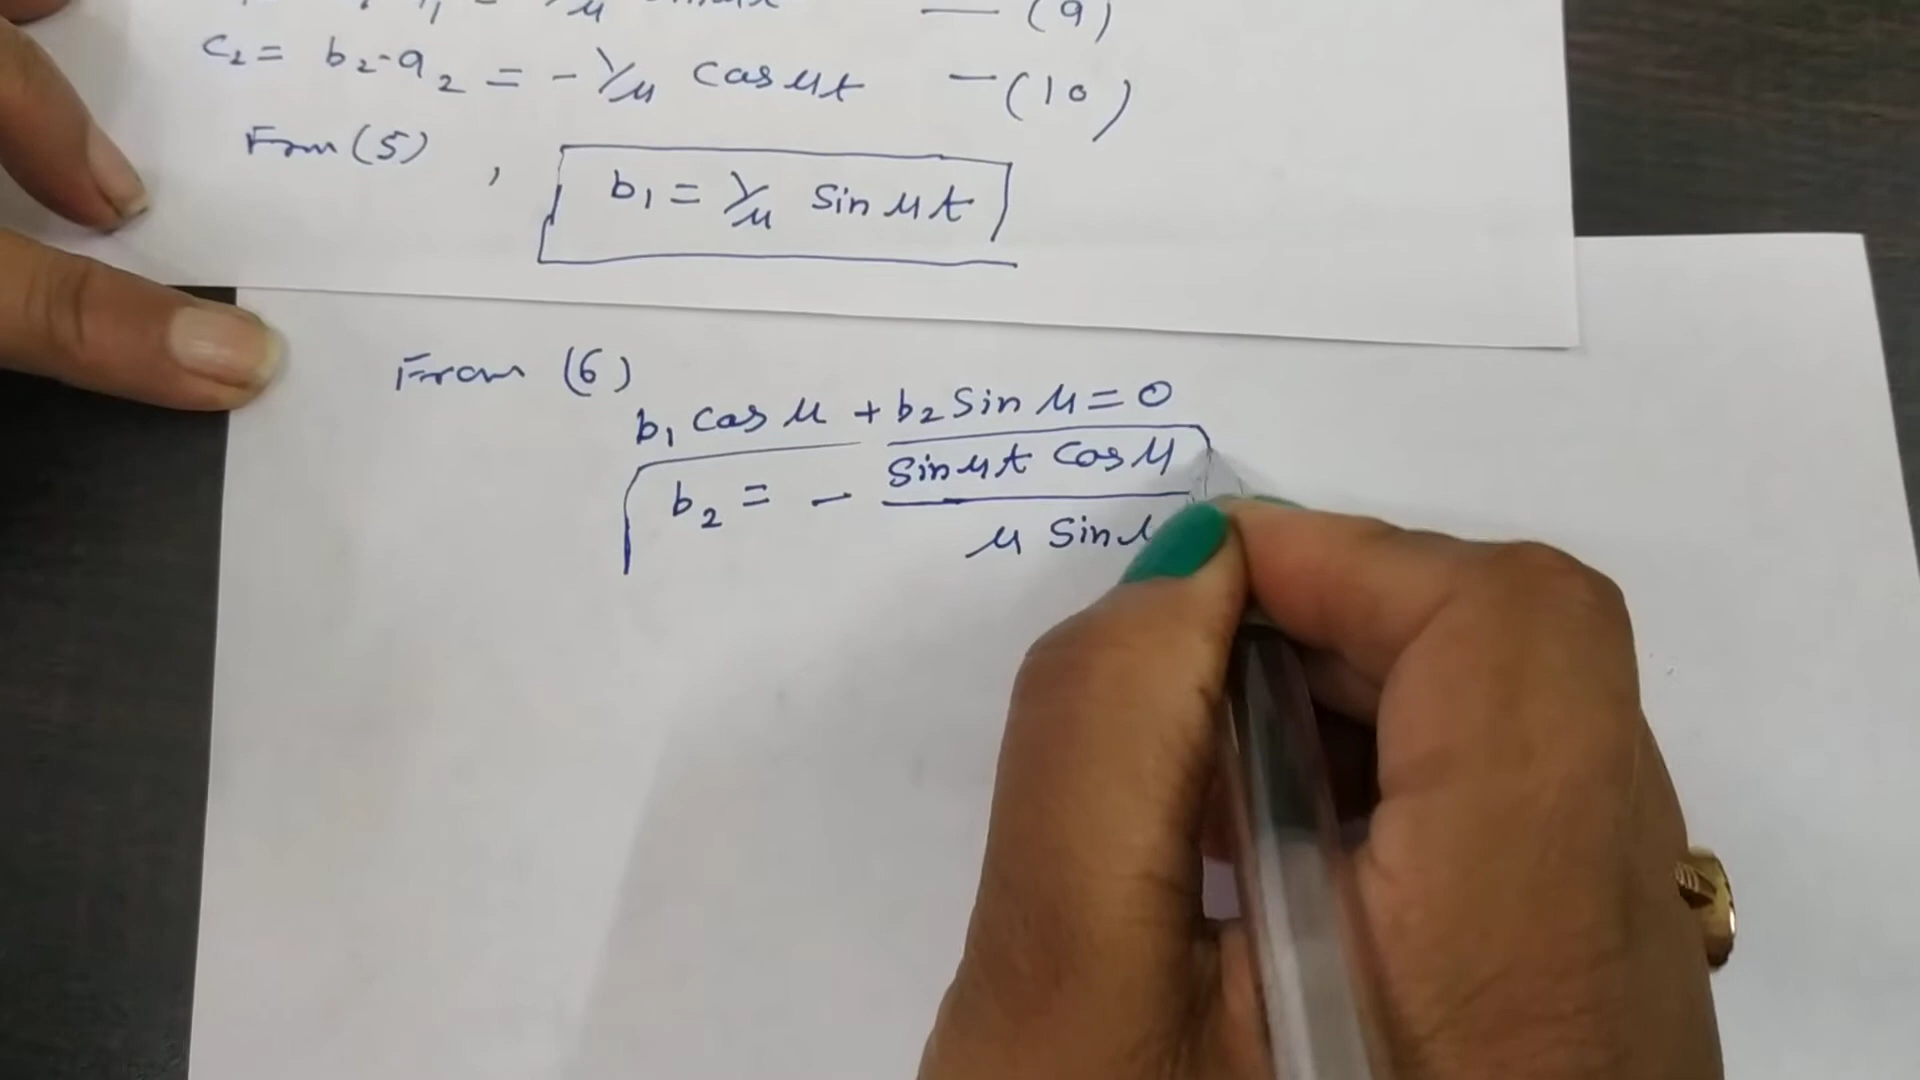 — (9)
C₂ = b₂-a₂ = - 1/μ cos μt — (10)
From (5) , b₁ = 1/μ Sin μt
From (6)
b₁ cos μ + b₂ Sin μ = 0
b₂ = - Sin μt Cos μ / μ Sin